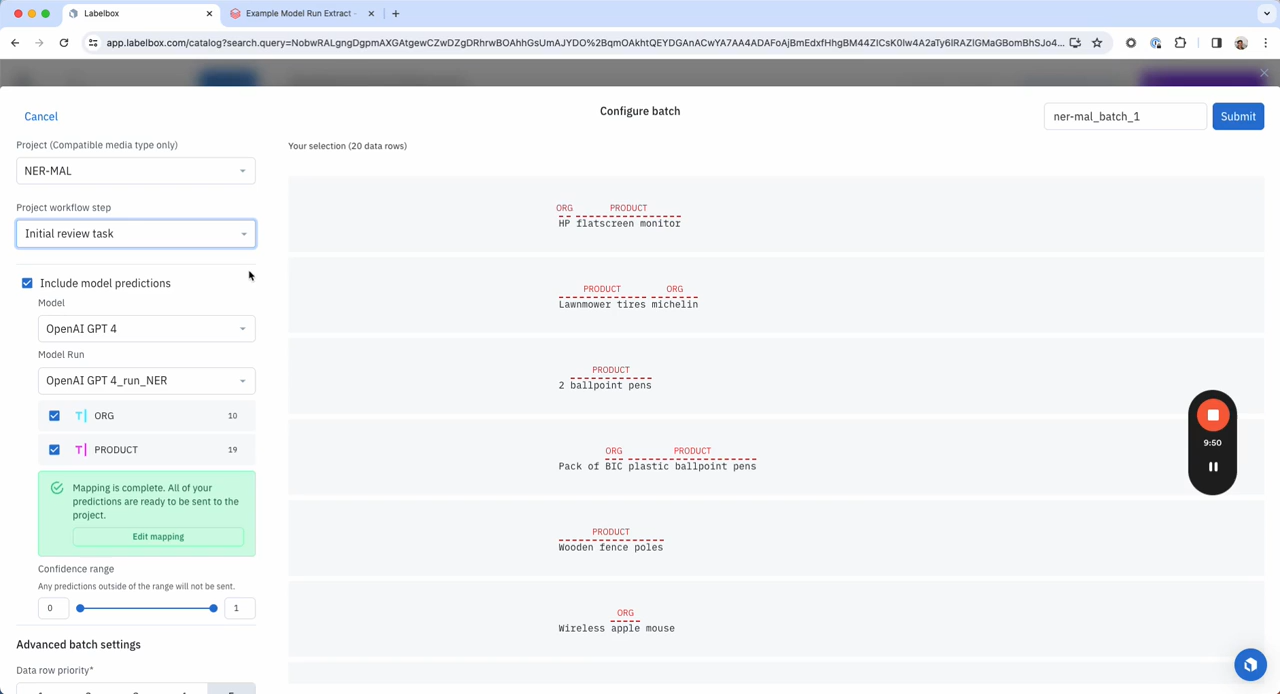 Labelbox
Example Model Run Extract
app.labelbox.com/catalog?search.query=NobwRALgngDgpmAXGAtgewCZwDZgDRhrwBOAhhGsUmAJYDO%2BqmOAkhtQEYDGAnACwYA7AA4ADAFoAjBmEdxfHhgBM44ZICsK0lw4A2aTy6lRAZlGMaGBomBhSJo4...
Cancel
Configure batch
ner-mal_batch_1
Submit
Project (Compatible media type only)
NER-MAL
Project workflow step
Initial review task
Include model predictions
Model
OpenAI GPT 4
Model Run
OpenAI GPT 4_run_NER
ORG 10
PRODUCT 19
Mapping is complete. All of your
predictions are ready to be sent to the
project.
Edit mapping
Confidence range
Any predictions outside of the range will not be sent.
0 1
Advanced batch settings
Data row priority*
Your selection (20 data rows)
ORG PRODUCT
HP flatscreen monitor
PRODUCT ORG
Lawnmower tires michelin
PRODUCT
2 ballpoint pens
ORG PRODUCT
Pack of BIC plastic ballpoint pens
PRODUCT
Wooden fence poles
ORG
Wireless apple mouse
9:50